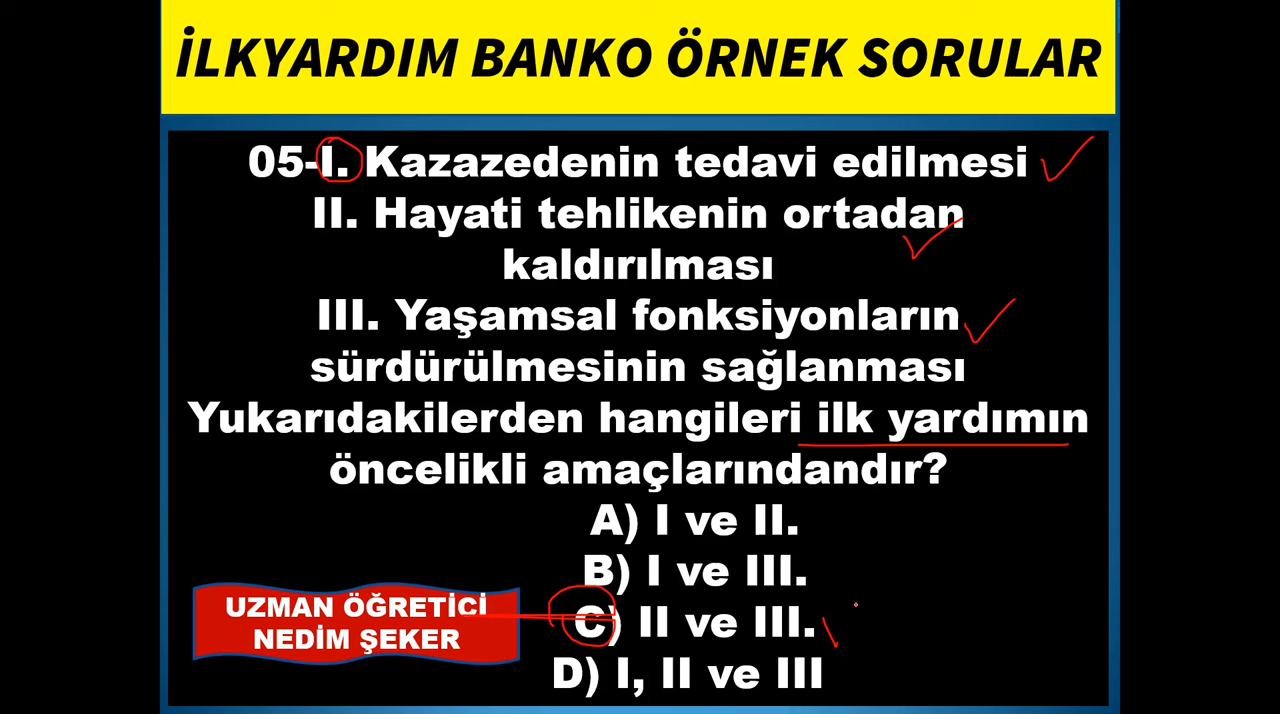 İLKYARDIM BANKO ÖRNEK SORULAR
05-I. Kazazedenin tedavi edilmesi
II. Hayati tehlikenin ortadan
kaldırılması
III. Yaşamsal fonksiyonların
sürdürülmesinin sağlanması
Yukarıdakilerden hangileri ilk yardımın
öncelikli amaçlarındandır?
A) I ve II.
B) I ve III.
C) II ve III.
D) I, II ve III
UZMAN ÖĞRETİCİ
NEDİM ŞEKER